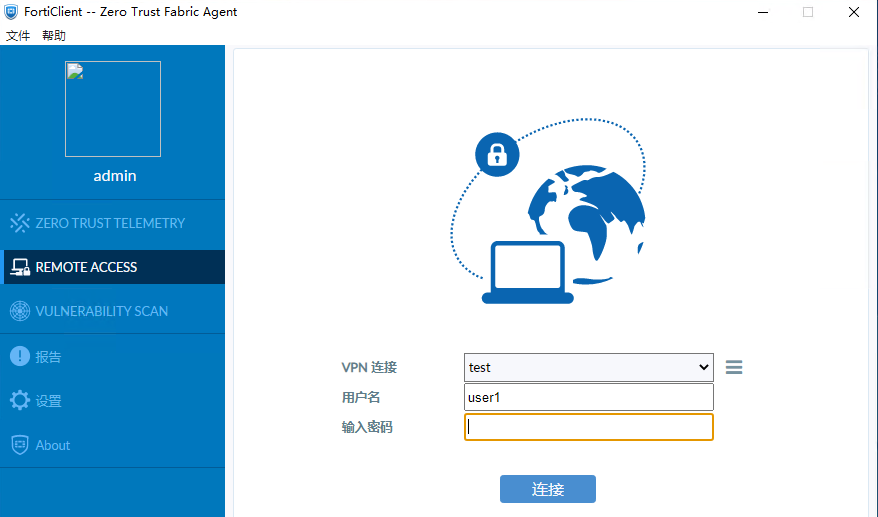 FortiClient -- Zero Trust Fabric Agent
文件 帮助
admin
ZERO TRUST TELEMETRY
REMOTE ACCESS
VULNERABILITY SCAN
报告
设置
About
VPN 连接 test
用户名 user1
输入密码
连接